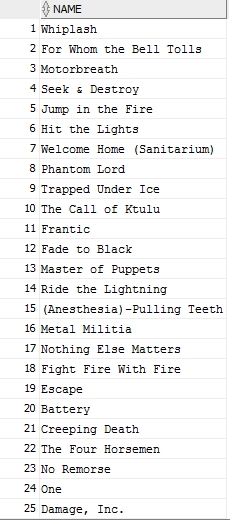 NAME
1 Whiplash
2 For Whom the Bell Tolls
3 Motorbreath
4 Seek & Destroy
5 Jump in the Fire
6 Hit the Lights
7 Welcome Home (Sanitarium)
8 Phantom Lord
9 Trapped Under Ice
10 The Call of Ktulu
11 Frantic
12 Fade to Black
13 Master of Puppets
14 Ride the Lightning
15 (Anesthesia)-Pulling Teeth
16 Metal Militia
17 Nothing Else Matters
18 Fight Fire With Fire
19 Escape
20 Battery
21 Creeping Death
22 The Four Horsemen
23 No Remorse
24 One
25 Damage, Inc.